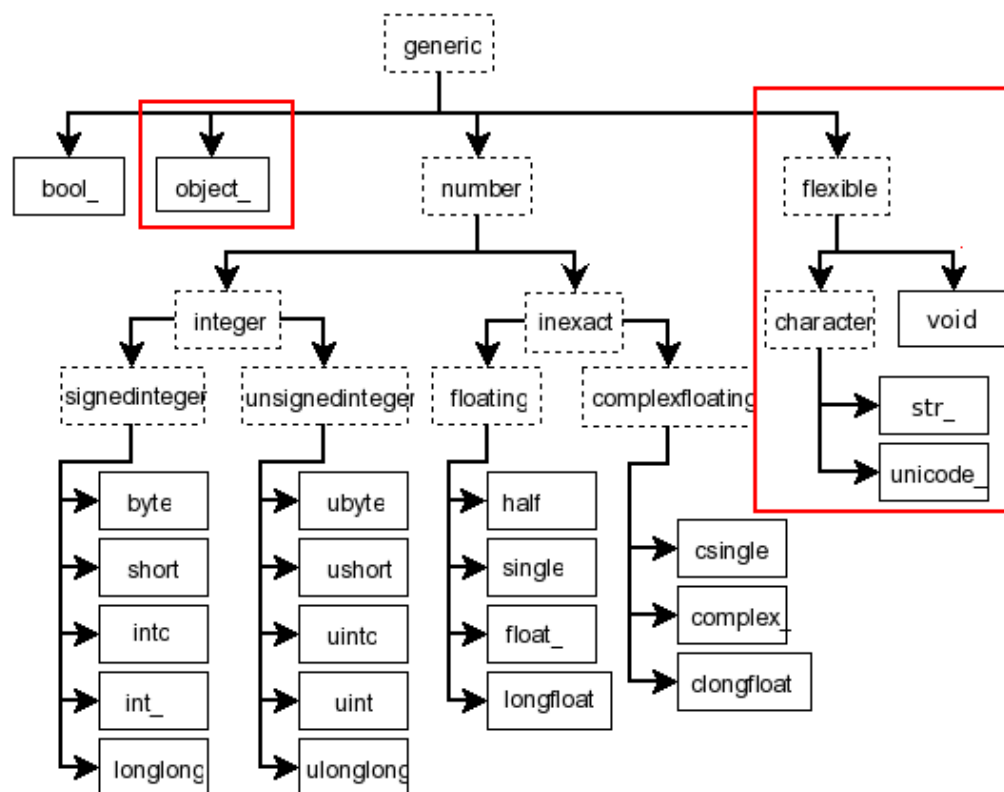 generic
bool_
object_
number
flexible
integer
inexact
character
void
signedinteger
unsignedinteger
floating
complexfloating
str_
unicode_
byte
ubyte
half
short
ushort
single
csingle
intc
uintc
float_
complex_
int_
uint
longfloat
clongfloat
longlong
ulonglong